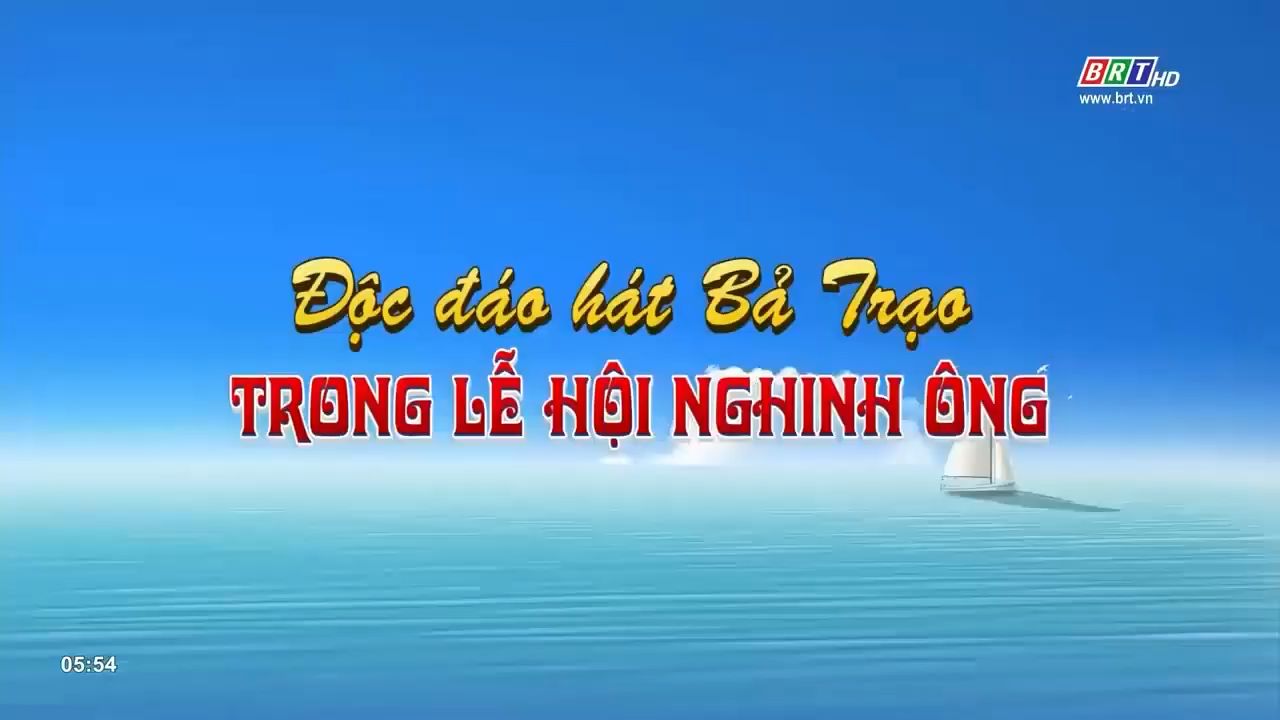 BRT HD
www.brt.vn
Độc đáo hát Bả Trạo
TRONG LỄ HỘI NGHINH ÔNG
05:54